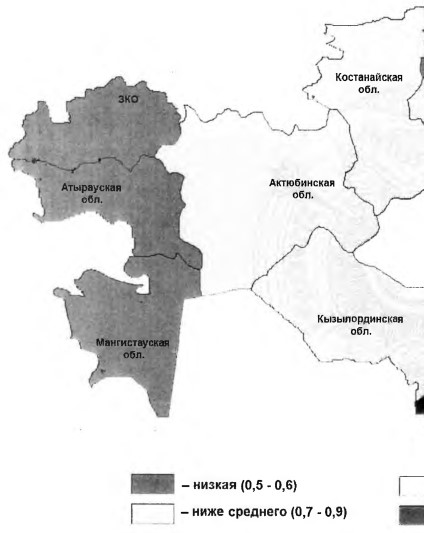 Костанайская
обл.
ЗКО
Атырауская
обл.
Актюбинская
обл.
Кызылординская
обл.
Мангистауская
обл.
– низкая (0,5 - 0,6)
– ниже среднего (0,7 - 0,9)